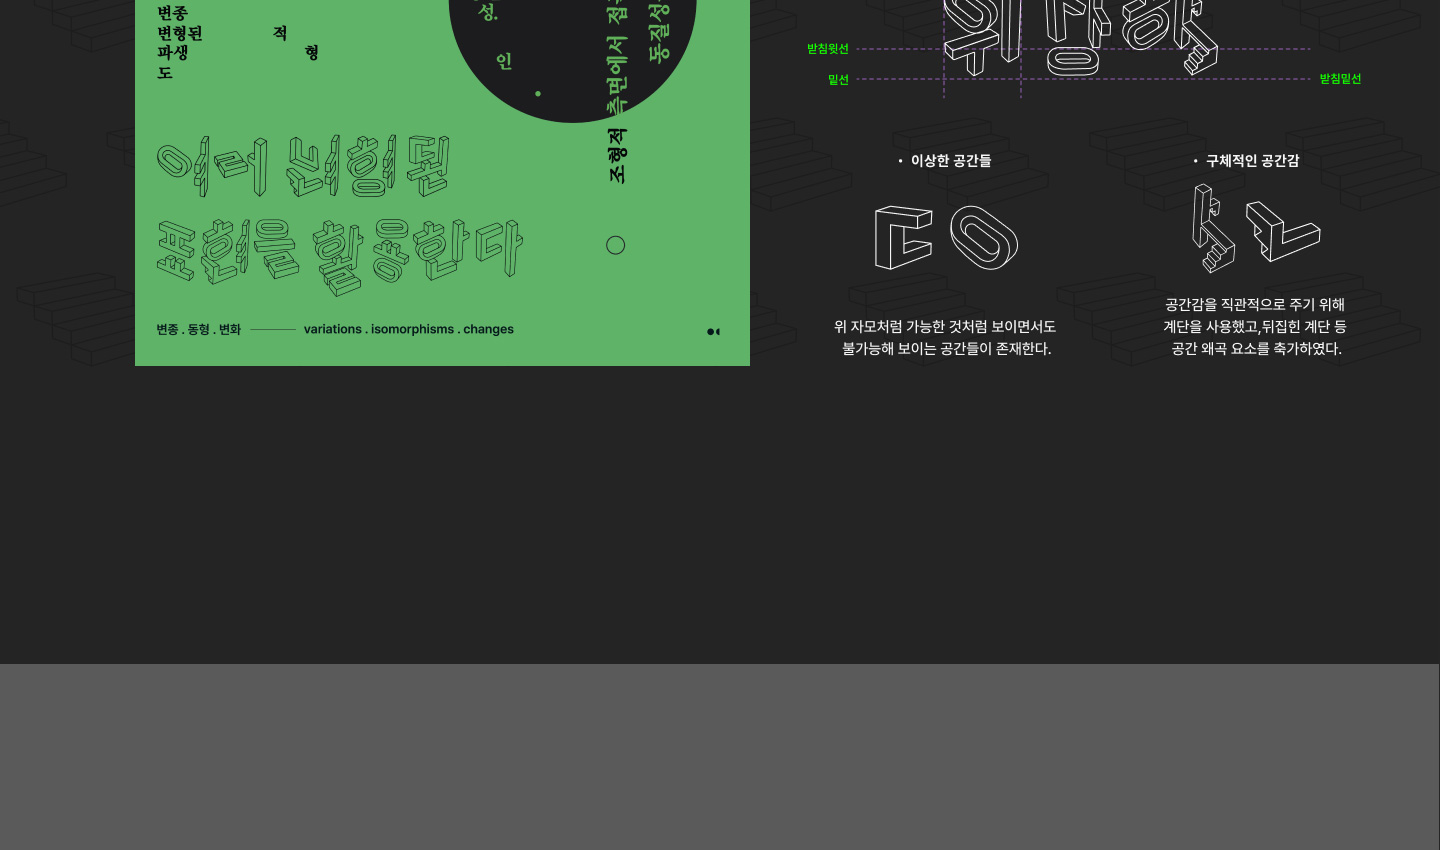 변종
변형된 적
파생 형
도
성.
인
조형적 측면에서 접
동질성
여러 변형된
표현을 활용한다
변종 . 동형 . 변화 variations . isomorphisms . changes
받침윗선
밑선
받침밑선
• 이상한 공간들
ㄷㅇ
위 자모처럼 가능한 것처럼 보이면서도
불가능해 보이는 공간들이 존재한다.
• 구체적인 공간감
공간감을 직관적으로 주기 위해
계단을 사용했고,뒤집힌 계단 등
공간 왜곡 요소를 축가하였다.